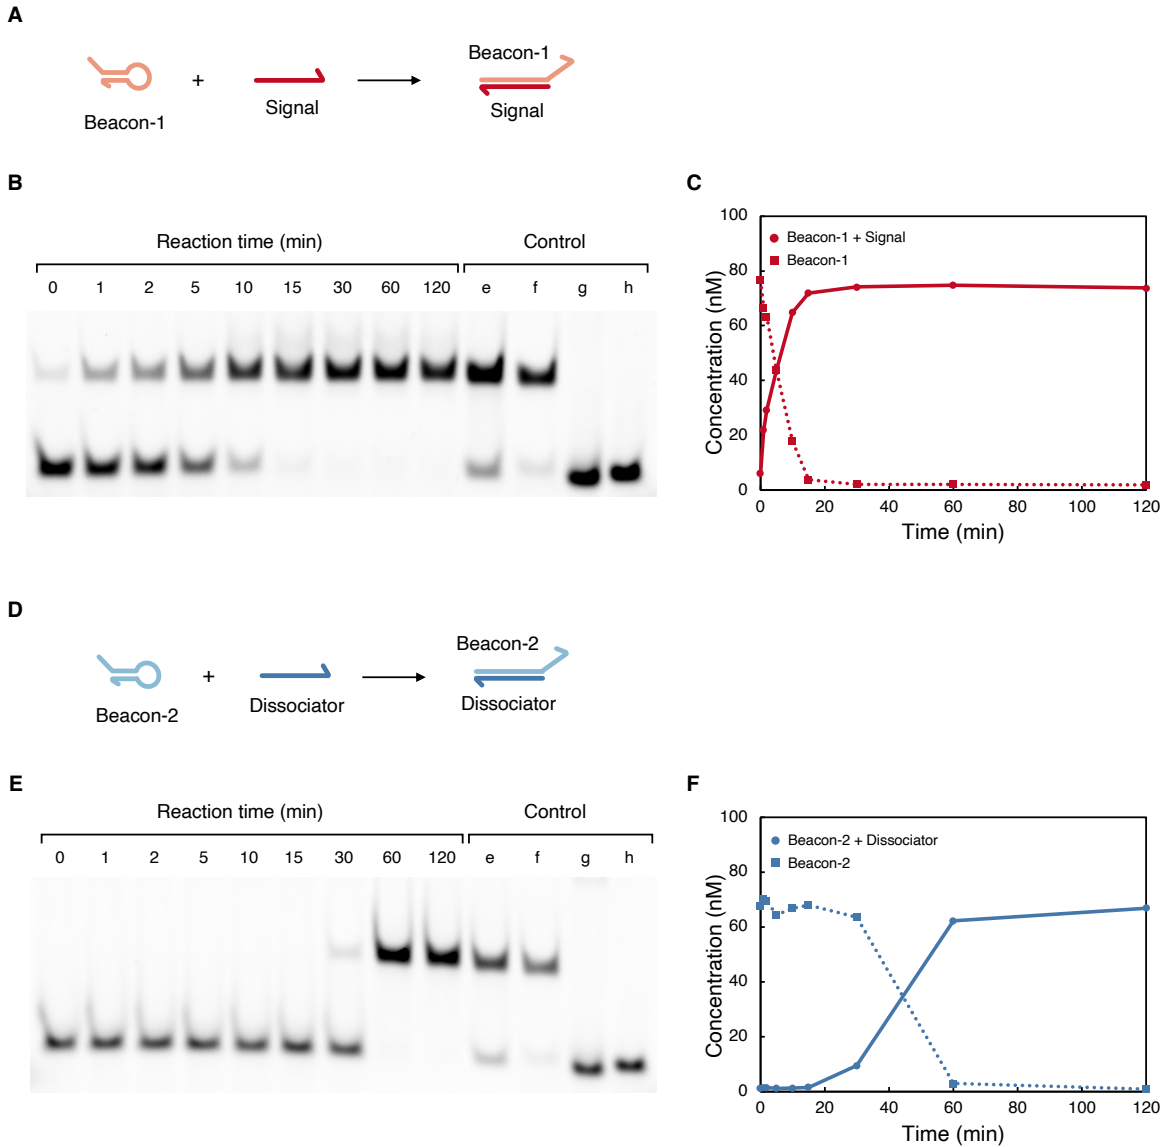 A
Beacon-1
+
Signal
Beacon-1
Signal
B
Reaction time (min)
Control
0 1 2 5 10 15 30 60 120 e f g h
C
100
80
60
40
20
0
Concentration (nM)
Beacon-1 + Signal
Beacon-1
0 20 40 60 80 100 120
Time (min)
D
Beacon-2
+
Dissociator
Beacon-2
Dissociator
E
Reaction time (min)
Control
0 1 2 5 10 15 30 60 120 e f g h
F
100
80
60
40
20
0
Concentration (nM)
Beacon-2 + Dissociator
Beacon-2
0 20 40 60 80 100 120
Time (min)